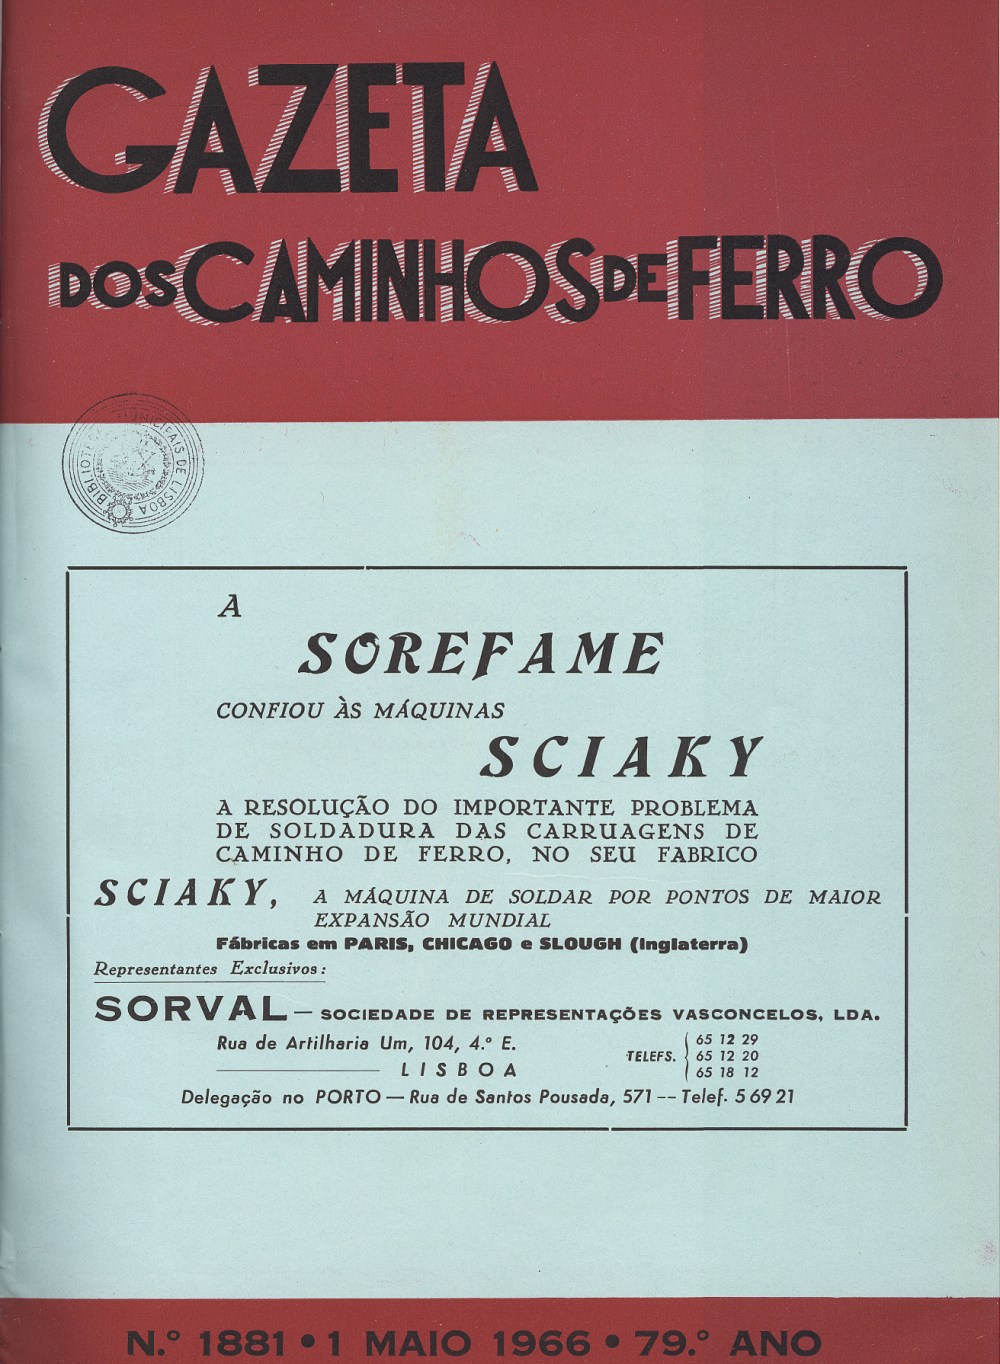 GAZETA
DOS CAMINHOS DE FERRO
BIBLIOTECAS MUNICIPAIS DE LISBOA
A
SOREFAME
CONFIOU ÀS MÁQUINAS
SCIAKY
A RESOLUÇÃO DO IMPORTANTE PROBLEMA
DE SOLDADURA DAS CARRUAGENS DE
CAMINHO DE FERRO, NO SEU FABRICO
SCIAKY, A MÁQUINA DE SOLDAR POR PONTOS DE MAIOR
EXPANSÃO MUNDIAL
Fábricas em PARIS, CHICAGO e SLOUGH (Inglaterra)
Representantes Exclusivos:
SORVAL — SOCIEDADE DE REPRESENTAÇÕES VASCONCELOS, LDA.
Rua de Artilharia Um, 104, 4.º E.
LISBOA
TELEFS. 65 12 29
65 12 20
65 18 12
Delegação no PORTO — Rua de Santos Pousada, 571 -- Telef. 5 69 21
N.º 1881 • 1 MAIO 1966 • 79.º ANO